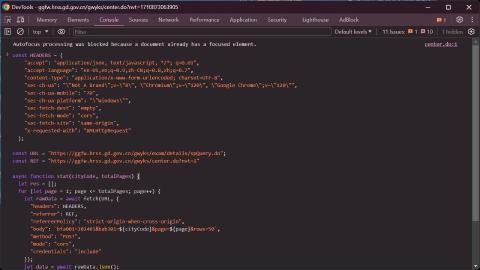 DevTools - ggfw.hrss.gd.gov.cn/gwyks/center.do?nvt=1710873063905
Elements Console Sources Network Performance Memory Application Security Lighthouse AdBlock
top Filter Default levels 11 Issues: 1 10 1 hidden
Autofocus processing was blocked because a document already has a focused element. center.do:1
const HEADERS = {
"accept": "application/json, text/javascript, */*; q=0.01",
"accept-language": "en-US,en;q=0.9,zh-CN;q=0.8,zh;q=0.7",
"content-type": "application/x-www-form-urlencoded; charset=UTF-8",
"sec-ch-ua": "\"Not_A Brand\";v=\"8\", \"Chromium\";v=\"120\", \"Google Chrome\";v=\"120\"",
"sec-ch-ua-mobile": "?0",
"sec-ch-ua-platform": "\"Windows\"",
"sec-fetch-dest": "empty",
"sec-fetch-mode": "cors",
"sec-fetch-site": "same-origin",
"x-requested-with": "XMLHttpRequest"
};
const URL = "https://ggfw.hrss.gd.gov.cn/gwyks/exam/details/spQuery.do";
const REF = "https://ggfw.hrss.gd.gov.cn/gwyks/center.do?nvt=1"
async function stat(cityCode, totalPages) {
let res = [];
for (let page = 1; page <= totalPages; page++) {
let rawData = await fetch(URL, {
"headers": HEADERS,
"referrer": REF,
"referrerPolicy": "strict-origin-when-cross-origin",
"body": `bfa001=202401&bab301=${cityCode}&page=${page}&rows=50`,
"method": "POST",
"mode": "cors",
"credentials": "include"
});
let data = await rawData.json();